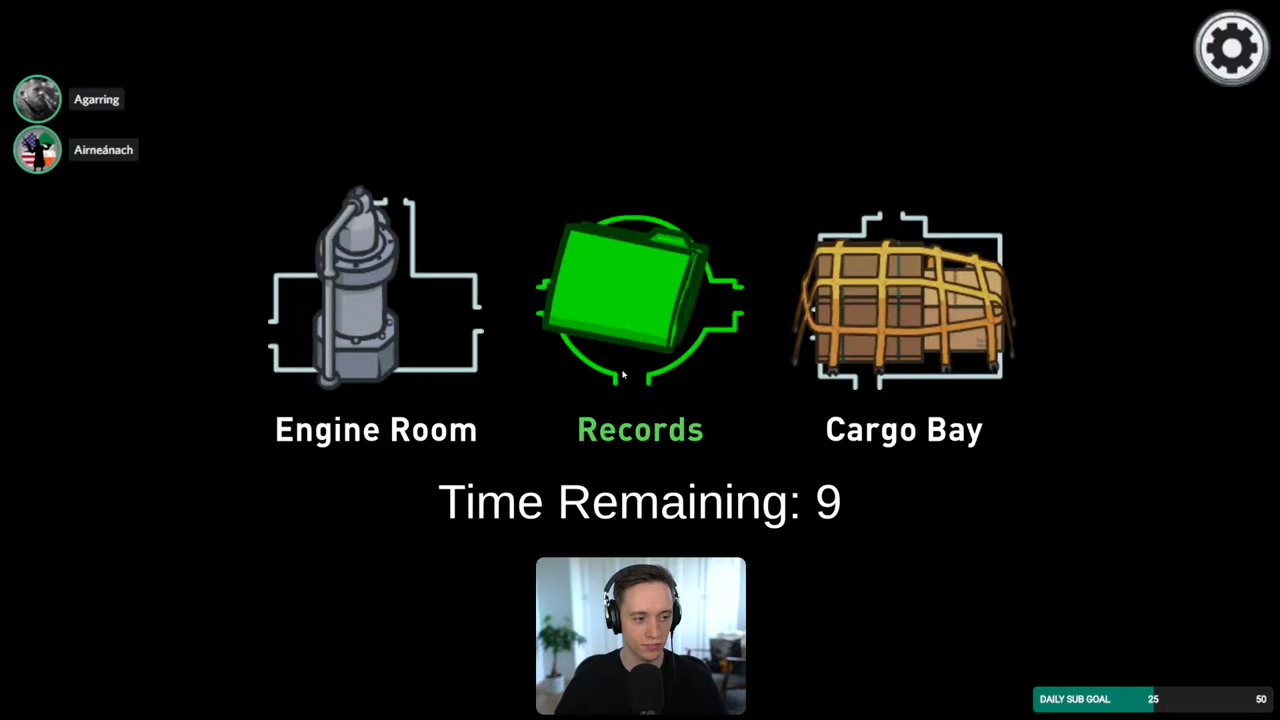 Agarring
Airneánach
Engine Room
Records
Cargo Bay
Time Remaining: 9
DAILY SUB GOAL 25 50